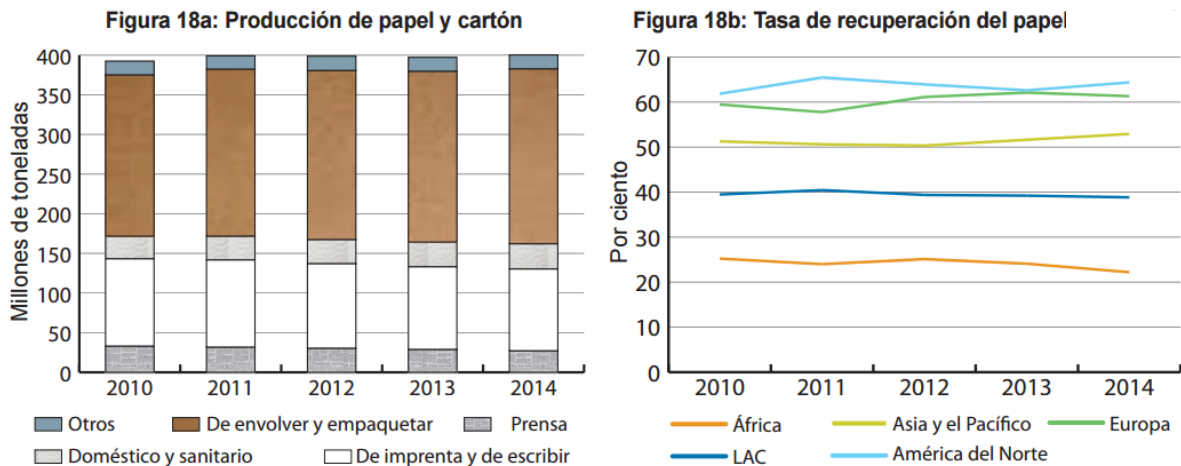 Figura 18a: Producción de papel y cartón
Millones de toneladas
400
350
300
250
200
150
100
50
0
2010 2011 2012 2013 2014
Otros De envolver y empaquetar Prensa
Doméstico y sanitario De imprenta y de escribir
Figura 18b: Tasa de recuperación del papel
Por ciento
70
60
50
40
30
20
10
0
2010 2011 2012 2013 2014
África Asia y el Pacífico Europa
LAC América del Norte